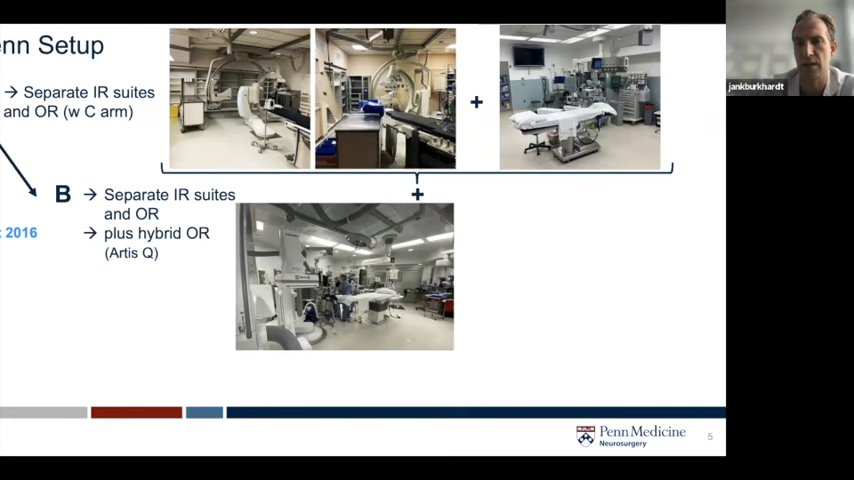 enn Setup
→ Separate IR suites
and OR (w C arm)
+
jankburkhardt
B → Separate IR suites
and OR
→ plus hybrid OR
(Artis Q)
+
2016
Penn Medicine
Neurosurgery
5